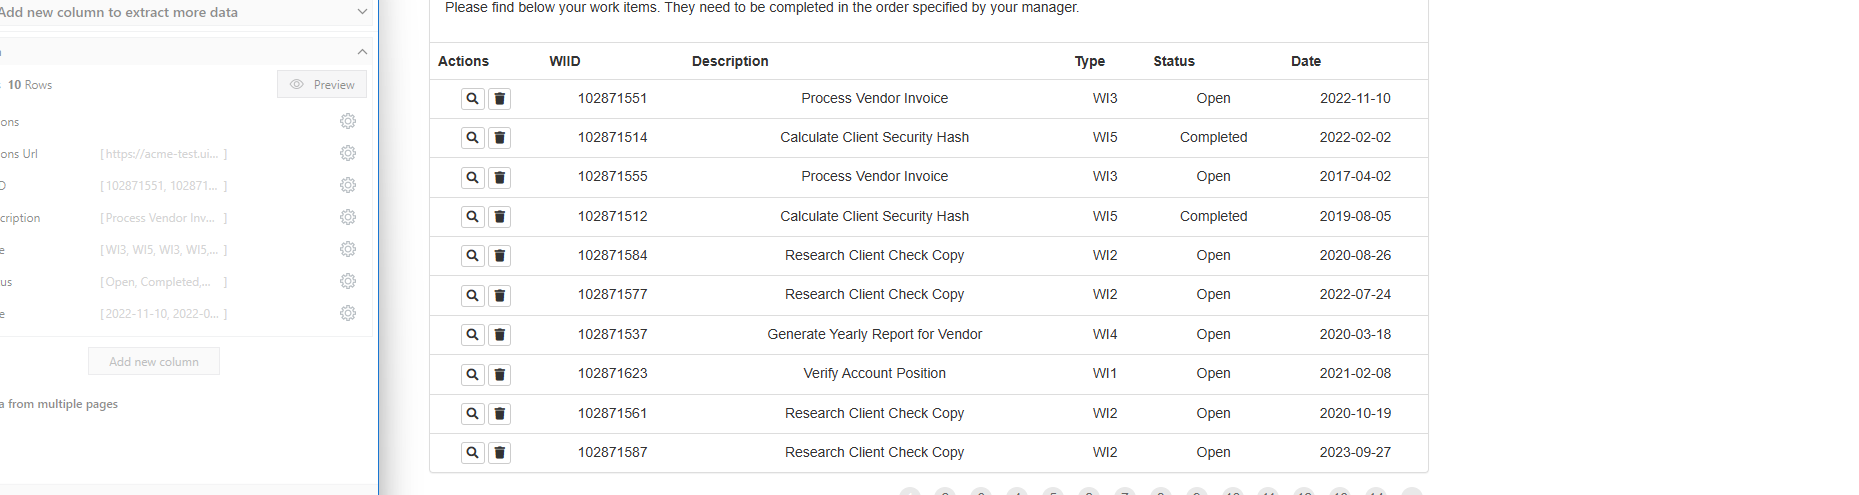 Add new column to extract more data
10 Rows
Preview
ons
ons Url [https://acme-test.ui... ]
D [102871551, 102871... ]
cription [Process Vendor Inv... ]
e [WI3, WI5, WI3, WI5,... ]
us [Open, Completed,... ]
e [2022-11-10, 2022-0... ]
Add new column
a from multiple pages
Please find below your work items. They need to be completed in the order specified by your manager.
Actions WIID Description Type Status Date
102871551 Process Vendor Invoice WI3 Open 2022-11-10
102871514 Calculate Client Security Hash WI5 Completed 2022-02-02
102871555 Process Vendor Invoice WI3 Open 2017-04-02
102871512 Calculate Client Security Hash WI5 Completed 2019-08-05
102871584 Research Client Check Copy WI2 Open 2020-08-26
102871577 Research Client Check Copy WI2 Open 2022-07-24
102871537 Generate Yearly Report for Vendor WI4 Open 2020-03-18
102871623 Verify Account Position WI1 Open 2021-02-08
102871561 Research Client Check Copy WI2 Open 2020-10-19
102871587 Research Client Check Copy WI2 Open 2023-09-27